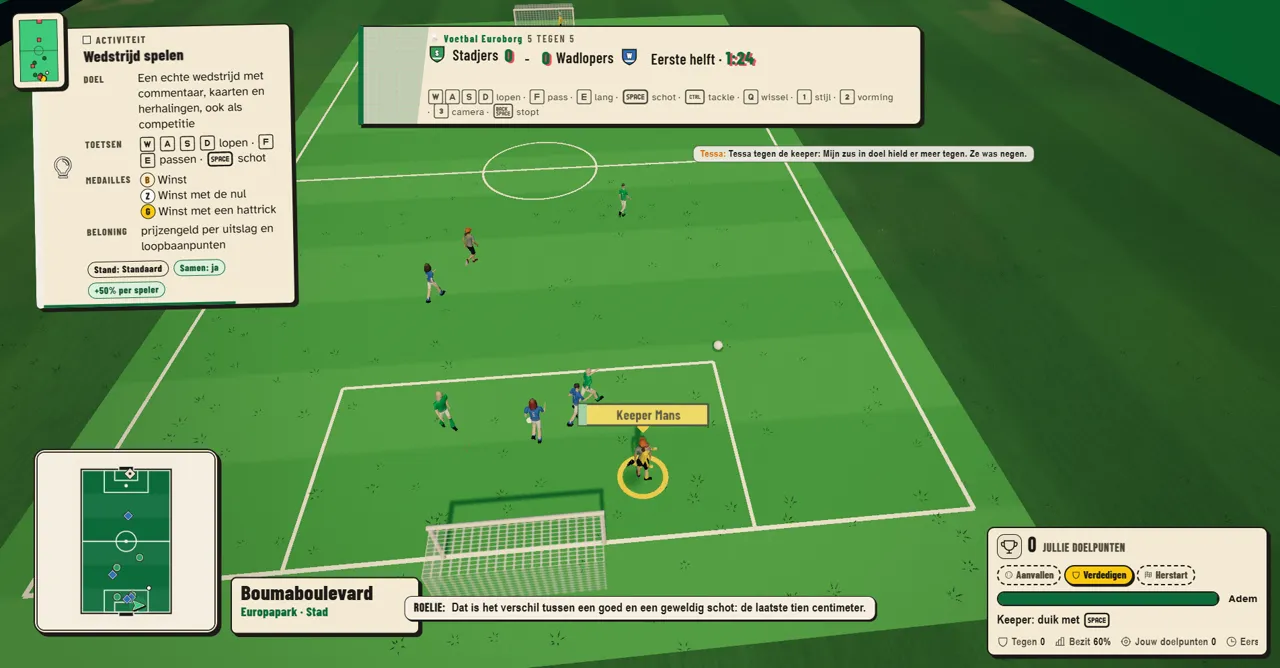 ACTIVITEIT
Wedstrijd spelen
DOEL Een echte wedstrijd met
commentaar, kaarten en
herhalingen, ook als
competitie
TOETSEN W A S D lopen · F
E passen · SPACE schot
MEDAILLES B Winst
Z Winst met de nul
G Winst met een hattrick
BELONING prijzengeld per uitslag en
loopbaanpunten
Stand: Standaard Samen: ja
+50% per speler
Voetbal Euroborg 5 TEGEN 5
S Stadjers 0 - 0 Wadlopers W Eerste helft · 1:24
W A S D lopen · F pass · E lang · SPACE schot · CTRL tackle · Q wissel · 1 stijl · 2 vorming
· 3 camera · BACK SPACE stopt
Tessa: Tessa tegen de keeper: Mijn zus in doel hield er meer tegen. Ze was negen.
Keeper Mans
Boumaboulevard
Europapark · Stad
ROELIE: Dat is het verschil tussen een goed en een geweldig schot: de laatste tien centimeter.
0 JULLIE DOELPUNTEN
Aanvallen Verdedigen Herstart
Adem
Keeper: duik met SPACE
Tegen 0 Bezit 60% Jouw doelpunten 0 Eers